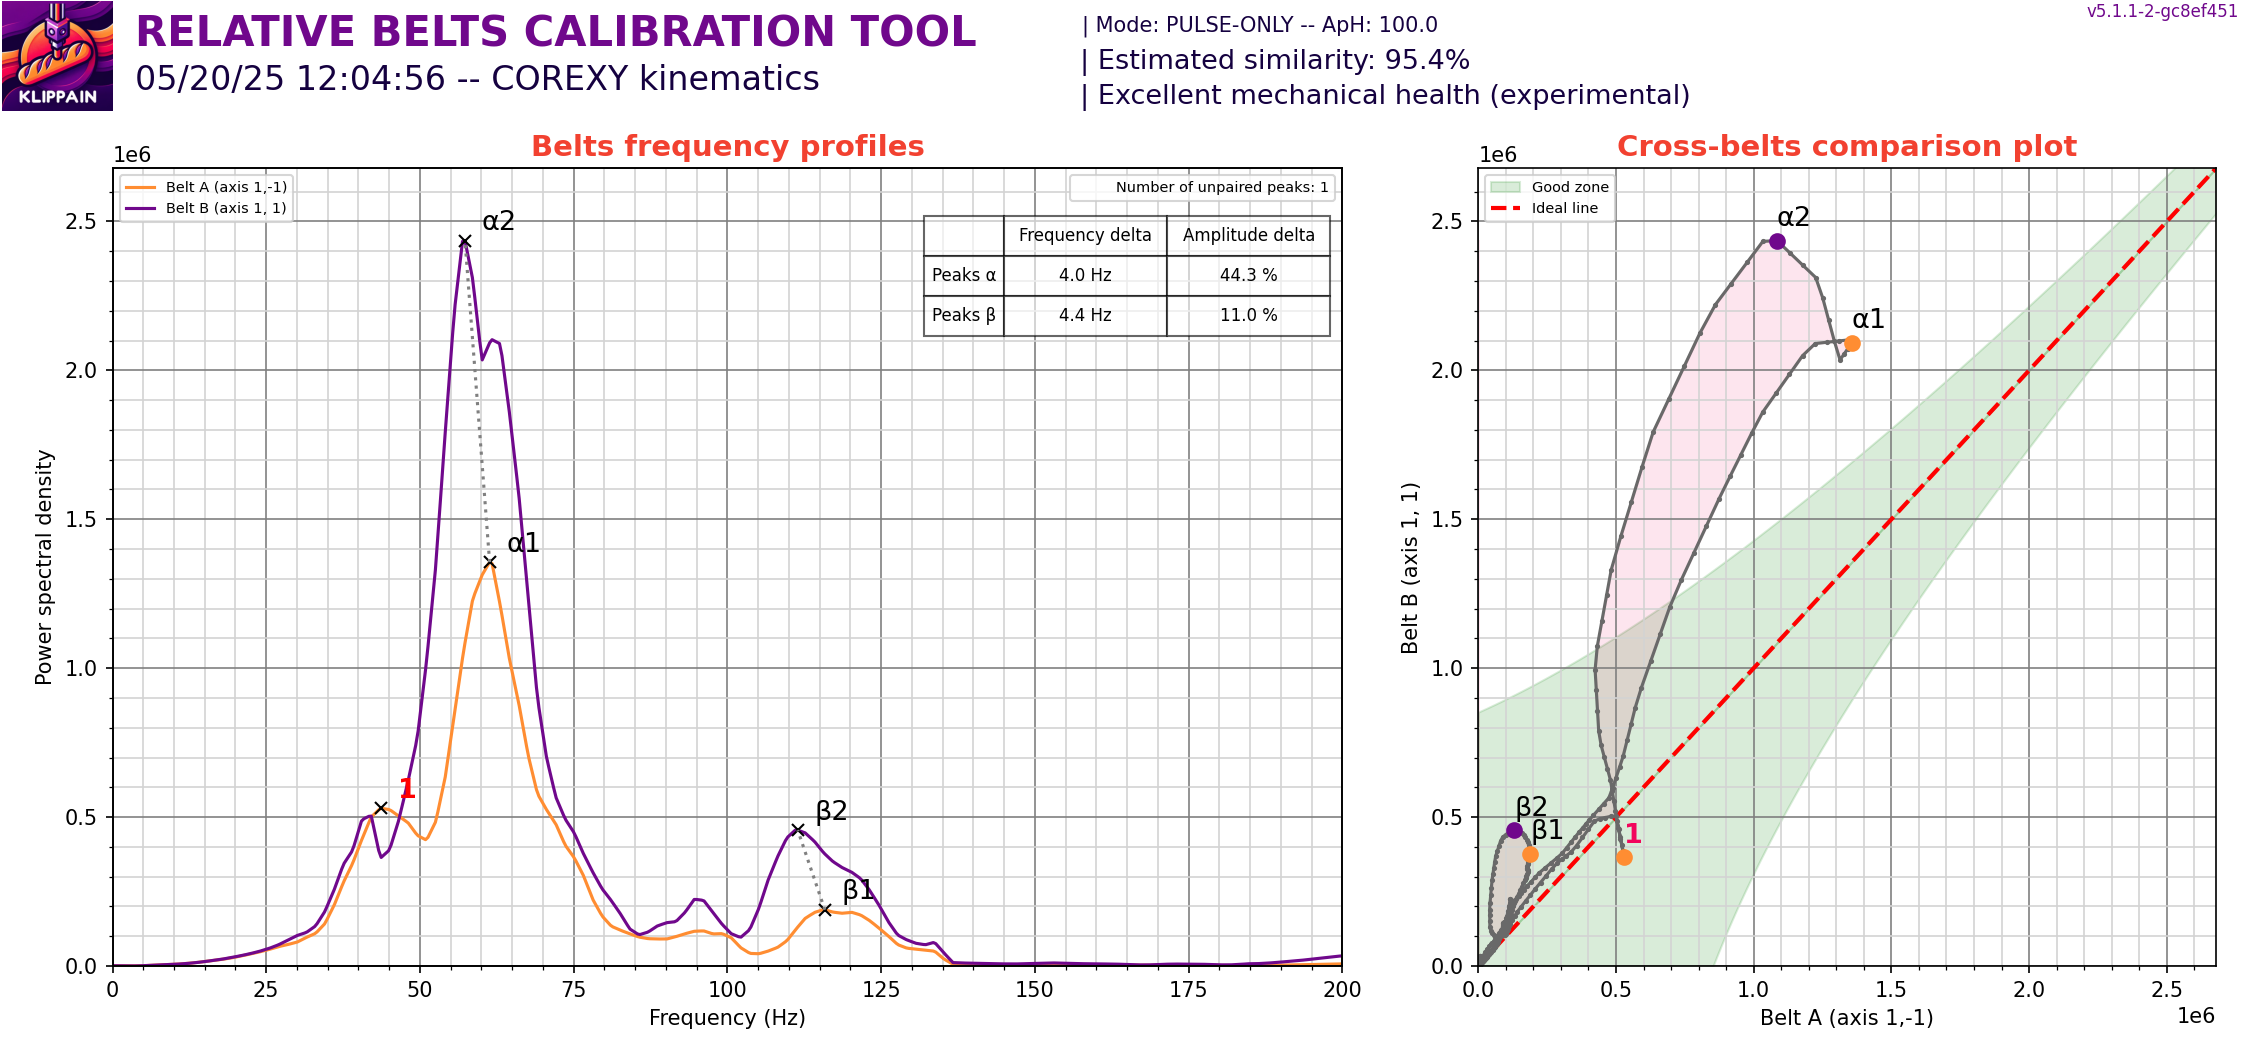 KLIPPAIN
RELATIVE BELTS CALIBRATION TOOL
05/20/25 12:04:56 -- COREXY kinematics
| Mode: PULSE-ONLY -- ApH: 100.0
| Estimated similarity: 95.4%
| Excellent mechanical health (experimental)
v5.1.1-2-gc8ef451
Belts frequency profiles
1e6
Belt A (axis 1,-1)
Belt B (axis 1, 1)
Number of unpaired peaks: 1
Frequency delta Amplitude delta
Peaks α 4.0 Hz 44.3 %
Peaks β 4.4 Hz 11.0 %
α2
α1
1
β2
β1
2.5
2.0
1.5
1.0
0.5
0.0
Power spectral density
0 25 50 75 100 125 150 175 200
Frequency (Hz)
Cross-belts comparison plot
1e6
Good zone
Ideal line
α2
α1
β2
β1
1
2.5
2.0
1.5
1.0
0.5
0.0
Belt B (axis 1, 1)
0.0 0.5 1.0 1.5 2.0 2.5
Belt A (axis 1,-1)
1e6